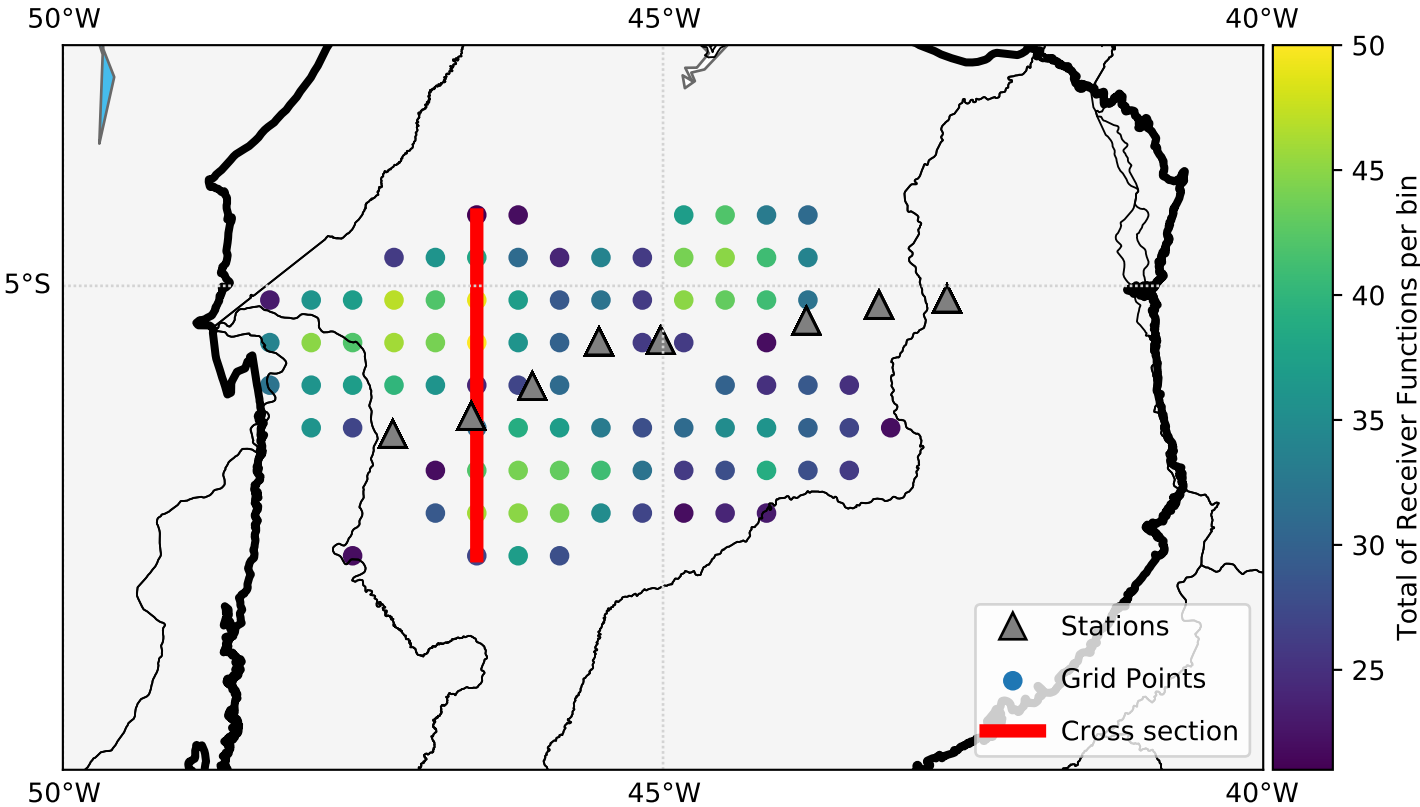 50°W 45°W 40°W
50
45
5°S
40
35
30
25
Total of Receiver Functions per bin
Stations
Grid Points
Cross section
50°W 45°W 40°W